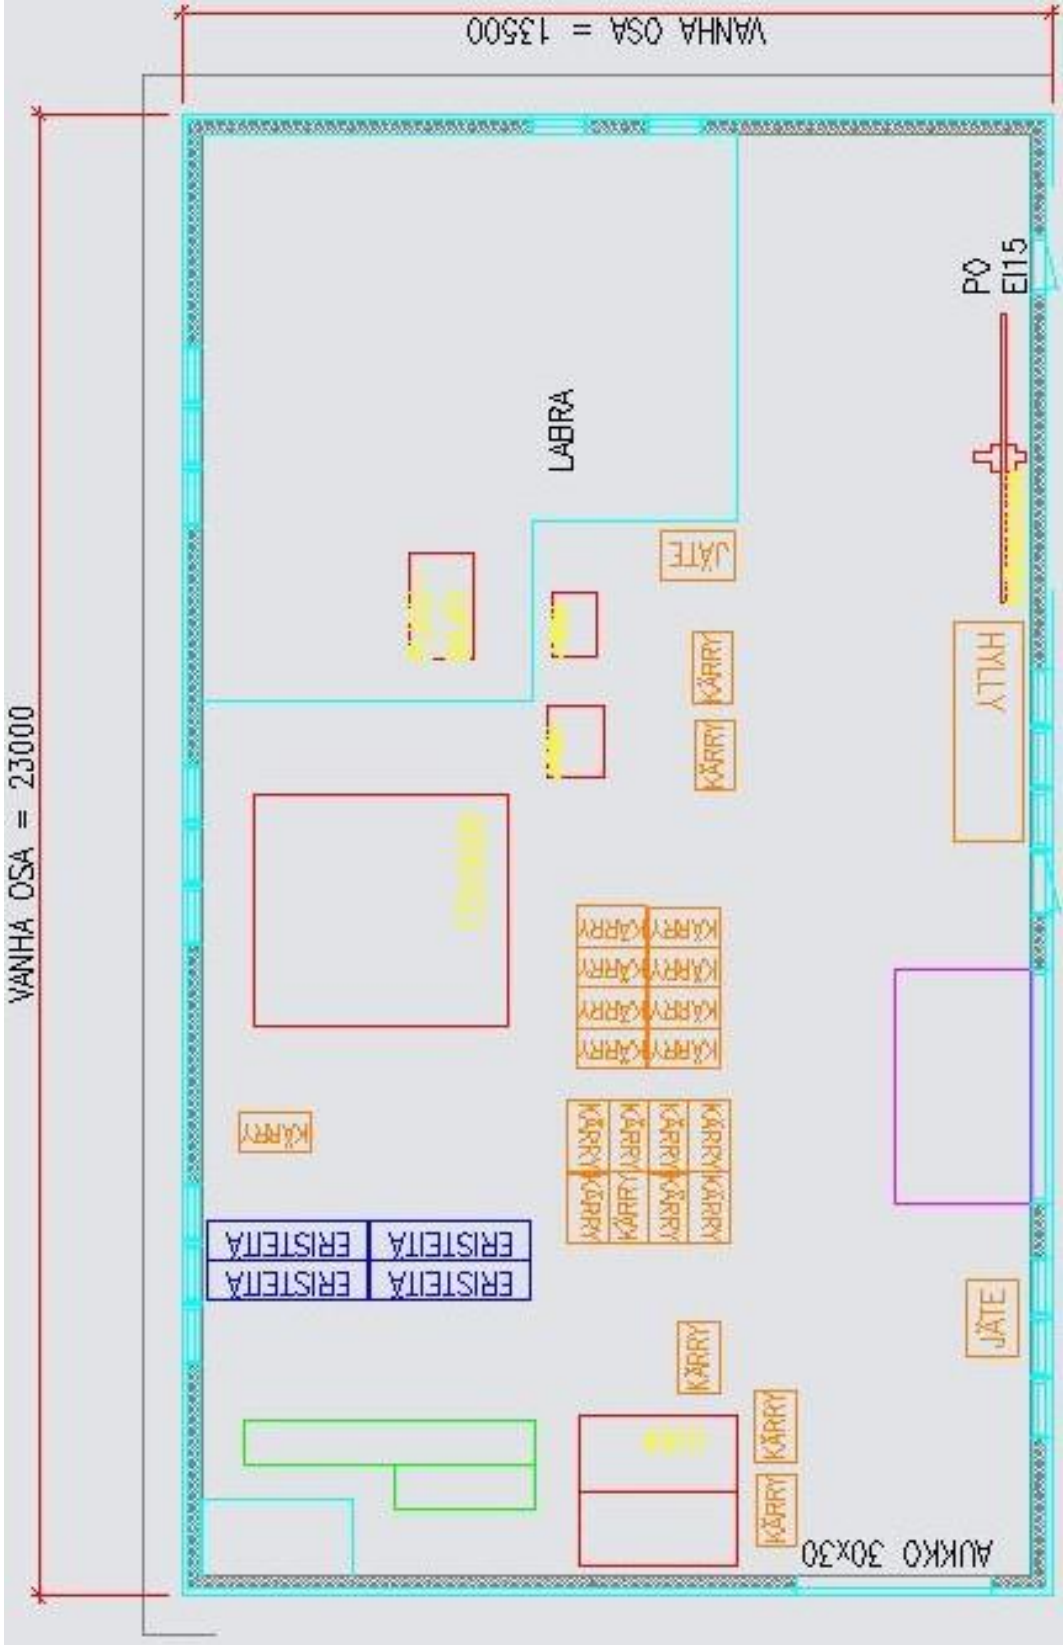 VANHA OSA = 13500
VANHA OSA = 23000
PO
EI15
LABRA
JÄTE
KÄRRY
HYLLY
KÄRRY
KÄRRY KÄRRY
KÄRRY KÄRRY
KÄRRY KÄRRY
KÄRRY KÄRRY
KÄRRY
KÄRRY KÄRRY KÄRRY KÄRRY
KÄRRY KÄRRY KÄRRY KÄRRY
ERISTEITÄ ERISTEITÄ
ERISTEITÄ ERISTEITÄ
JÄTE
KÄRRY
KÄRRY
KÄRRY
AUKKO 30x30